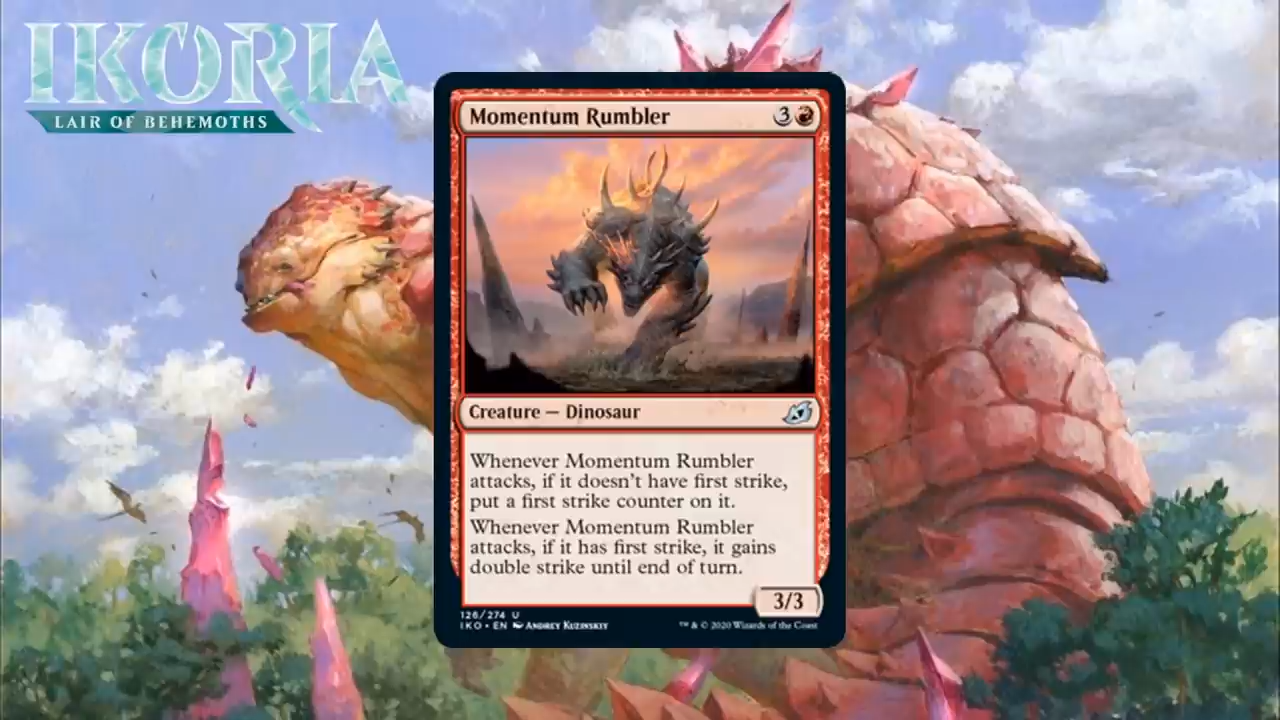 IKORIA
LAIR OF BEHEMOTHS
Momentum Rumbler 3
Creature — Dinosaur
Whenever Momentum Rumbler
attacks, if it doesn't have first strike,
put a first strike counter on it.
Whenever Momentum Rumbler
attacks, if it has first strike, it gains
double strike until end of turn.
3/3
126/274 U
IKO • EN Andrey Kuzinskiy
™ & © 2020 Wizards of the Coast